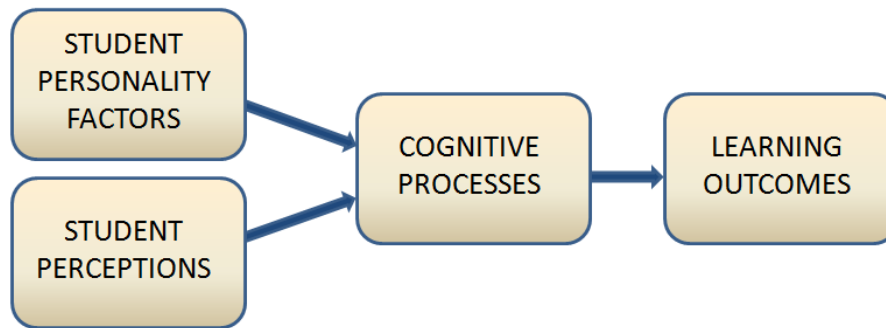 STUDENT
PERSONALITY
FACTORS
STUDENT
PERCEPTIONS
COGNITIVE
PROCESSES
LEARNING
OUTCOMES